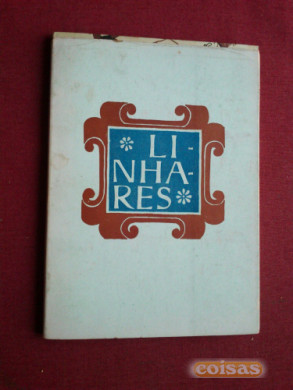 LI-
NHA-
RES
coisas